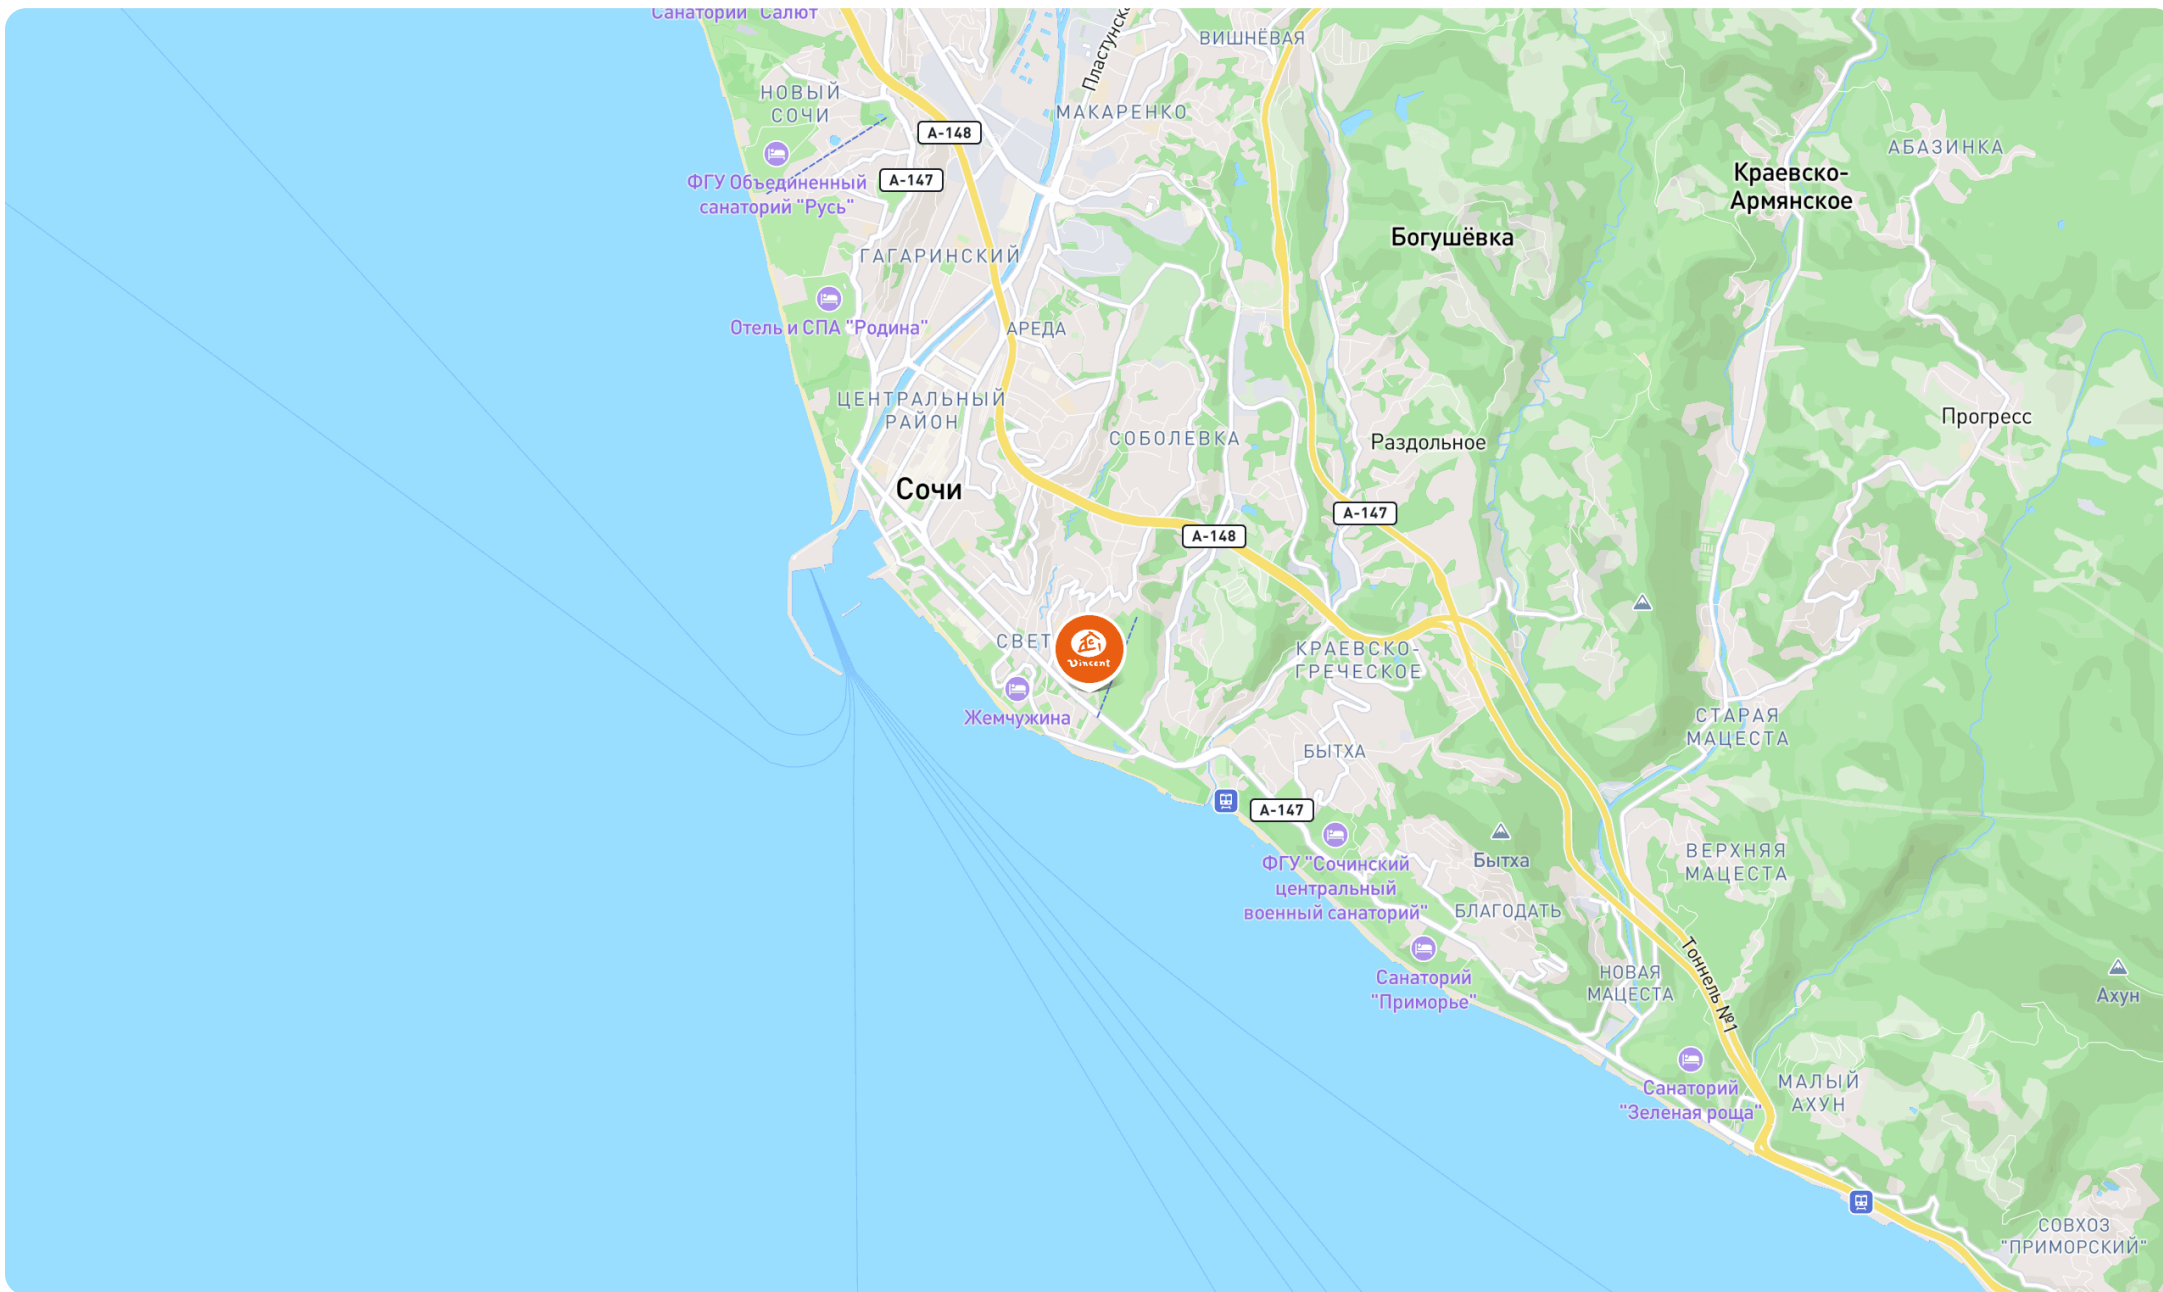 Санаторий "Салют"
Пластунска
ВИШНЁВАЯ
НОВЫЙ
СОЧИ
МАКАРЕНКО
А-148
АБАЗИНКА
ФГУ Объединенный
санаторий "Русь"
А-147
Краевско-
Армянское
Богушёвка
ГАГАРИНСКИЙ
Отель и СПА "Родина"
АРЕДА
ЦЕНТРАЛЬНЫЙ
РАЙОН
СОБОЛЕВКА
Раздольное
Прогресс
Сочи
А-147
А-148
СВЕТ
Vincent
КРАЕВСКО-
ГРЕЧЕСКОЕ
Жемчужина
СТАРАЯ
МАЦЕСТА
БЫТХА
А-147
ФГУ "Сочинский
центральный
военный санаторий"
Бытха
ВЕРХНЯЯ
МАЦЕСТА
БЛАГОДАТЬ
Санаторий
"Приморье"
НОВАЯ
МАЦЕСТА
Тоннель №1
Ахун
Санаторий
"Зеленая роща"
МАЛЫЙ
АХУН
СОВХОЗ
"ПРИМОРСКИЙ"